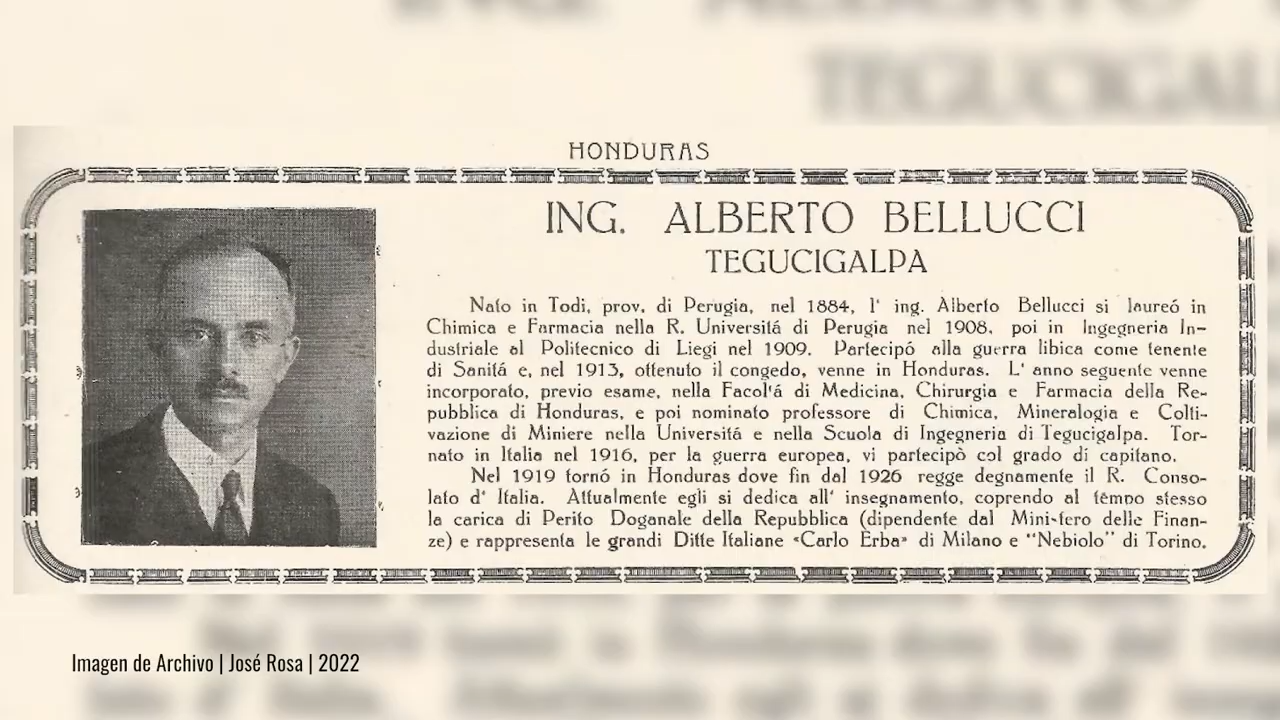 HONDURAS
ING. ALBERTO BELLUCCI
TEGUCIGALPA
Nato in Todi, prov. di Perugia, nel 1884, l' ing. Alberto Bellucci si laureó in
Chimica e Farmacia nella R. Universitá di Perugia nel 1908, poi in Ingegneria In-
dustriale al Politecnico di Liegi nel 1909. Partecipó alla guerra libica come tenente
di Sanitá e, nel 1913, ottenuto il congedo, venne in Honduras. L' anno seguente venne
incorporato, previo esame, nella Facoltá di Medicina, Chirurgia e Farmacia della Re-
pubblica di Honduras, e poi nominato professore di Chimica, Mineralogia e Colti-
vazione di Miniere nella Universitá e nella Scuola di Ingegneria di Tegucigalpa. Tor-
nato in Italia nel 1916, per la guerra europea, vi partecipò col grado di capitano.
Nel 1919 tornó in Honduras dove fin dal 1926 regge degnamente il R. Conso-
lato d' Italia. Attualmente egli si dedica all' insegnamento, coprendo al témpo stesso
la carica di Perito Doganale della Repubblica (dipendente dal Ministero delle Finan-
ze) e rappresenta le grandi Ditte Italiane «Carlo Erba» di Milano e "Nebiolo" di Torino.
Imagen de Archivo | José Rosa | 2022